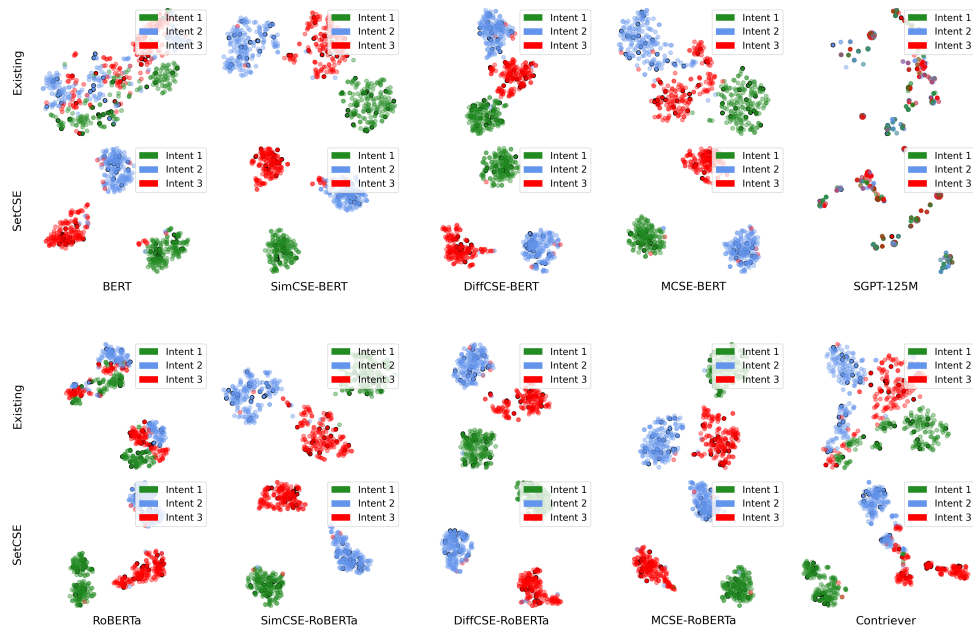 Existing
Intent 1
Intent 2
Intent 3
Intent 1
Intent 2
Intent 3
Intent 1
Intent 2
Intent 3
Intent 1
Intent 2
Intent 3
Intent 1
Intent 2
Intent 3
SetCSE
Intent 1
Intent 2
Intent 3
Intent 1
Intent 2
Intent 3
Intent 1
Intent 2
Intent 3
Intent 1
Intent 2
Intent 3
Intent 1
Intent 2
Intent 3
BERT
SimCSE-BERT
DiffCSE-BERT
MCSE-BERT
SGPT-125M
Existing
Intent 1
Intent 2
Intent 3
Intent 1
Intent 2
Intent 3
Intent 1
Intent 2
Intent 3
Intent 1
Intent 2
Intent 3
Intent 1
Intent 2
Intent 3
SetCSE
Intent 1
Intent 2
Intent 3
Intent 1
Intent 2
Intent 3
Intent 1
Intent 2
Intent 3
Intent 1
Intent 2
Intent 3
Intent 1
Intent 2
Intent 3
RoBERTa
SimCSE-RoBERTa
DiffCSE-RoBERTa
MCSE-RoBERTa
Contriever